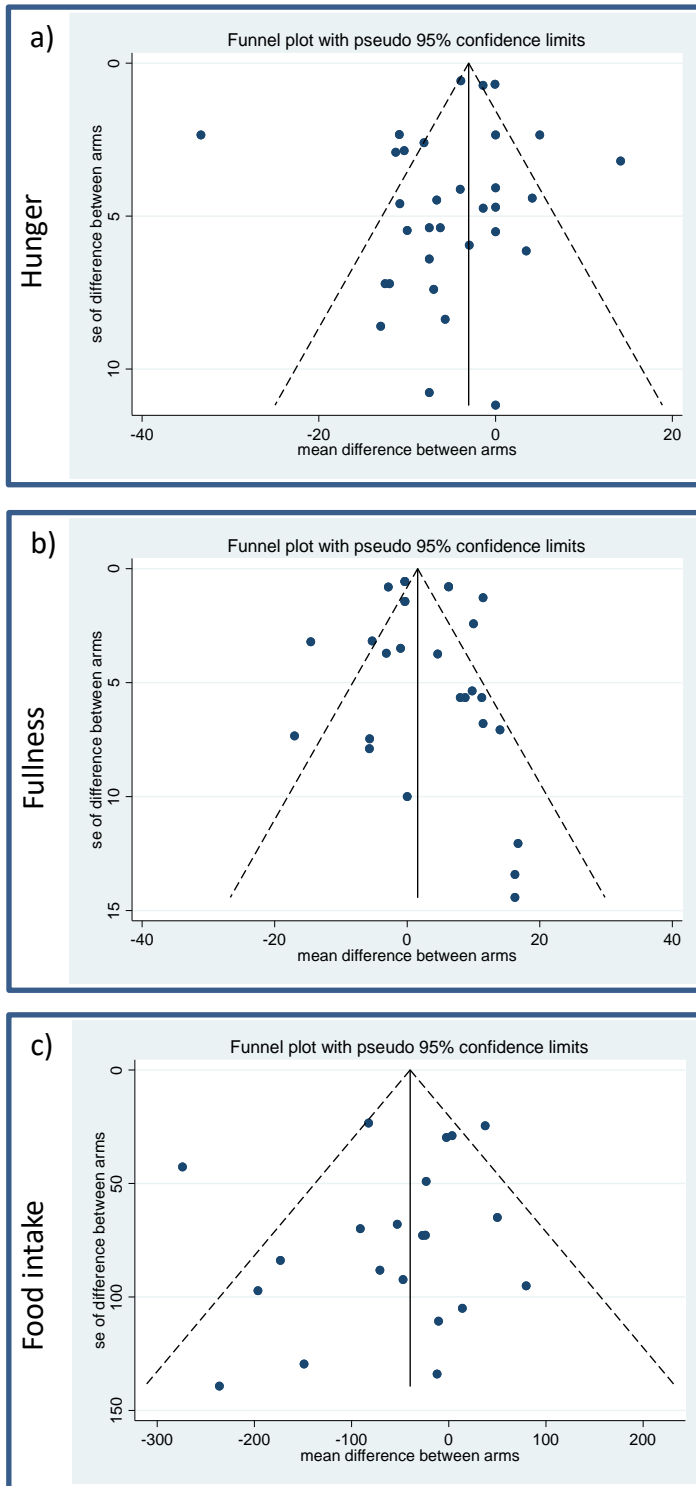 a)
Funnel plot with pseudo 95% confidence limits
Hunger
se of difference between arms
0
5
10
-40
-20
0
20
mean difference between arms
b)
Funnel plot with pseudo 95% confidence limits
Fullness
se of difference between arms
0
5
10
15
-40
-20
0
20
40
mean difference between arms
c)
Funnel plot with pseudo 95% confidence limits
Food intake
se of difference between arms
0
50
100
150
-300
-200
-100
0
100
200
mean difference between arms